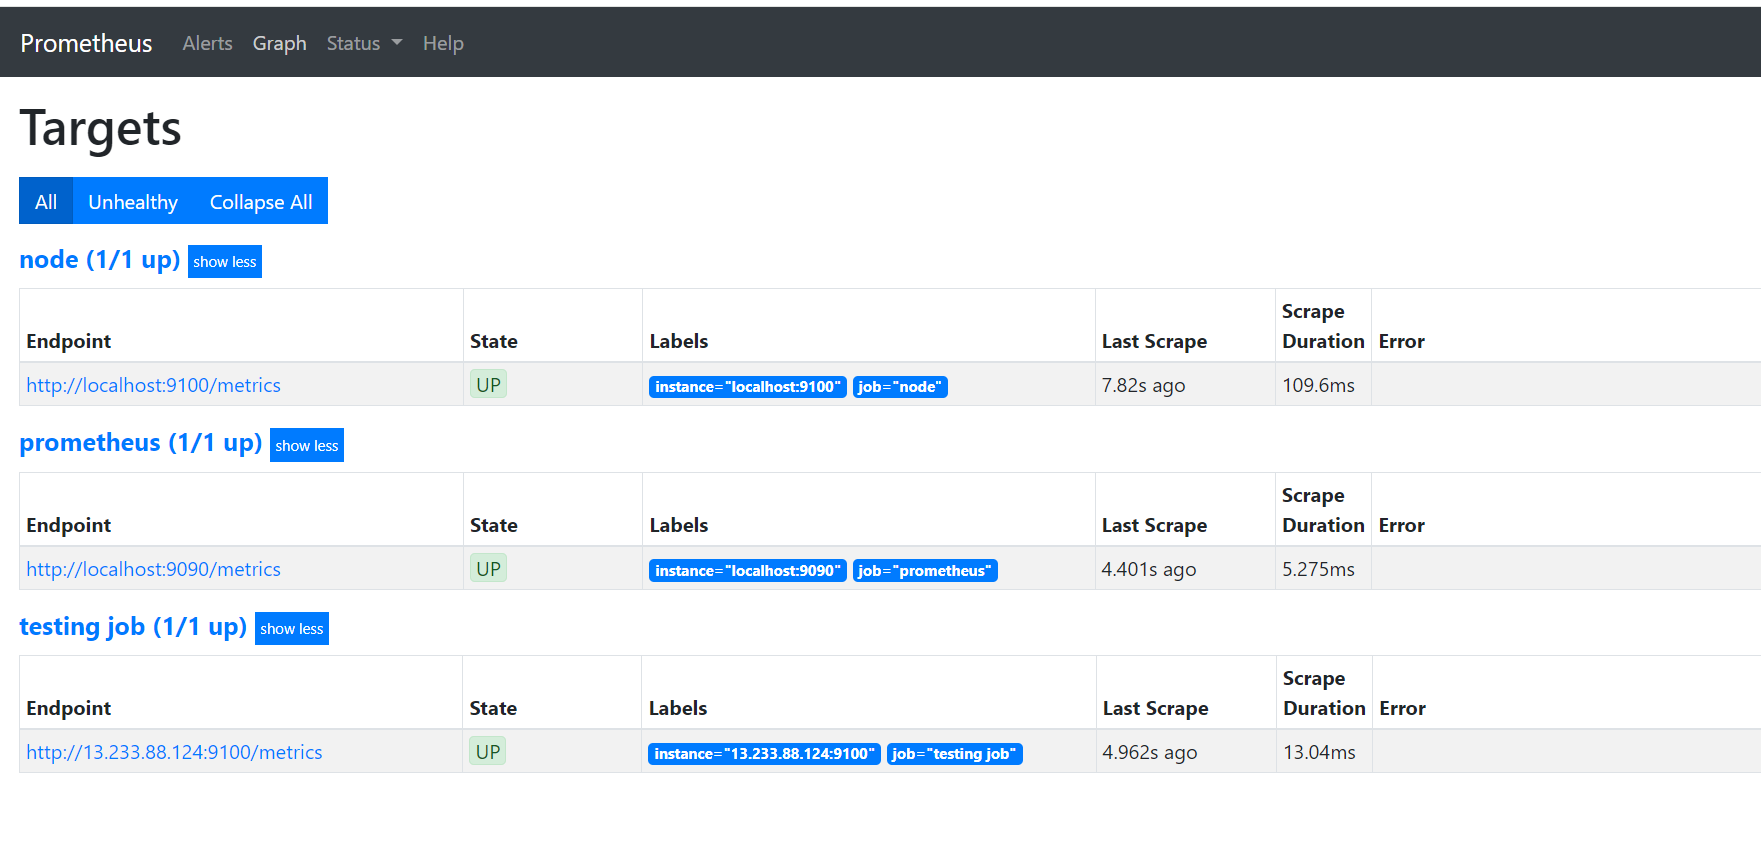 Prometheus Alerts Graph Status Help
Targets
All Unhealthy Collapse All
node (1/1 up) show less
Endpoint State Labels Last Scrape Scrape Duration Error
http://localhost:9100/metrics UP instance="localhost:9100" job="node" 7.82s ago 109.6ms
prometheus (1/1 up) show less
Endpoint State Labels Last Scrape Scrape Duration Error
http://localhost:9090/metrics UP instance="localhost:9090" job="prometheus" 4.401s ago 5.275ms
testing job (1/1 up) show less
Endpoint State Labels Last Scrape Scrape Duration Error
http://13.233.88.124:9100/metrics UP instance="13.233.88.124:9100" job="testing job" 4.962s ago 13.04ms